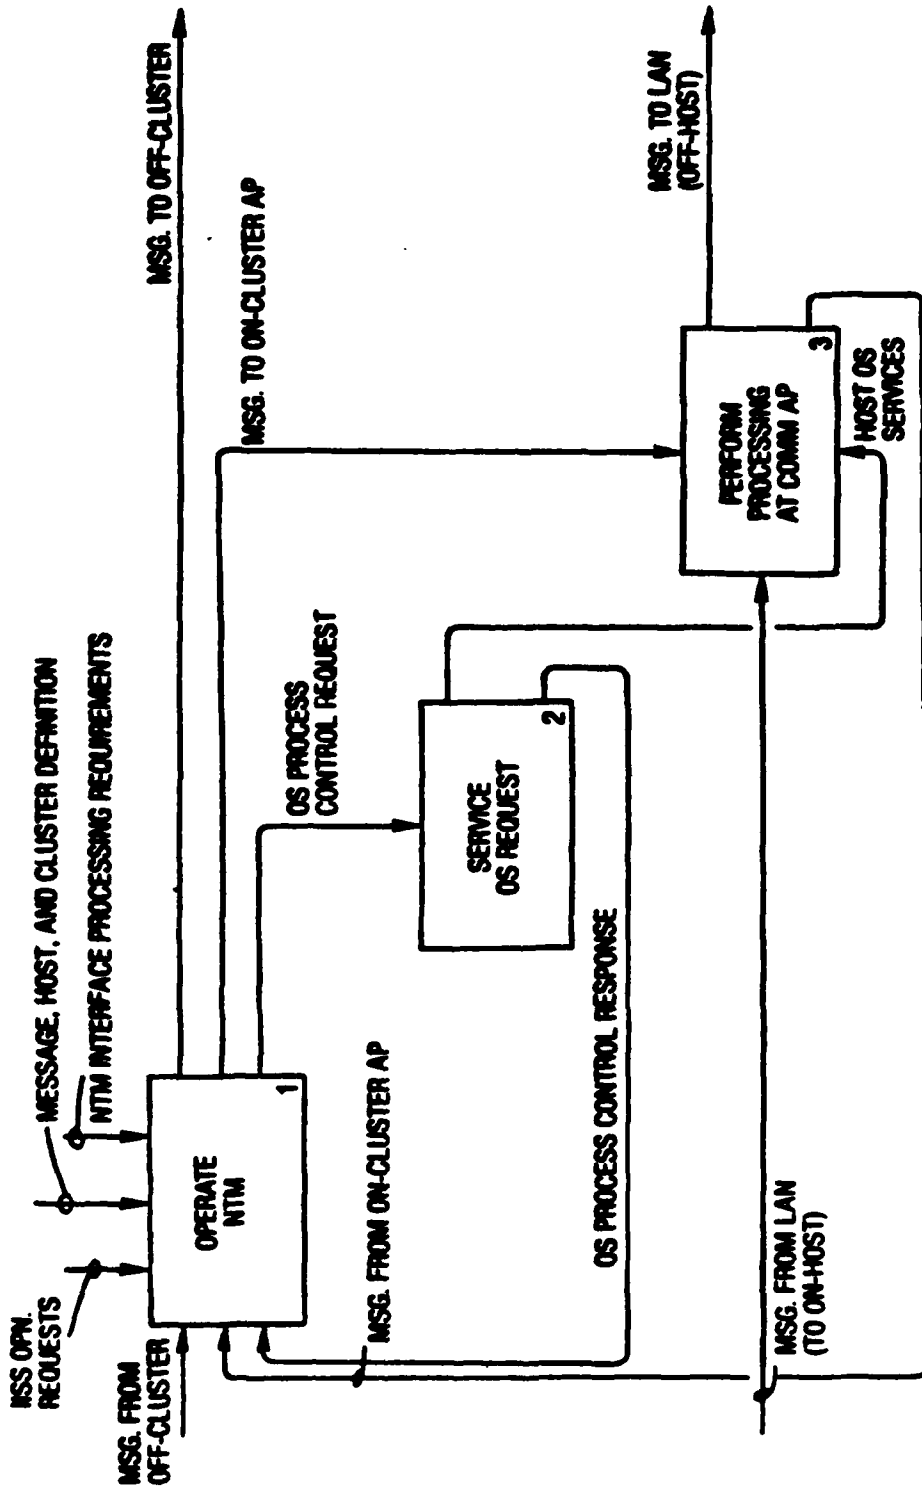 IISS OPN.
REQUESTS
MESSAGE, HOST, AND CLUSTER DEFINITION
NTM INTERFACE PROCESSING REQUIREMENTS
MSG. FROM
OFF-CLUSTER
OPERATE
NTM
1
MSG. TO OFF-CLUSTER
MSG. TO ON-CLUSTER AP
OS PROCESS
CONTROL REQUEST
MSG. FROM ON-CLUSTER AP
SERVICE
OS REQUEST
2
OS PROCESS CONTROL RESPONSE
MSG. TO LAN
(OFF-HOST)
PERFORM
PROCESSING
AT COMM AP
3
HOST OS
SERVICES
MSG. FROM LAN
(TO ON-HOST)